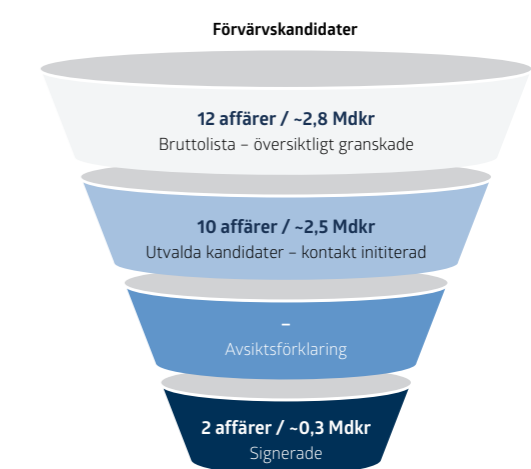 Förvärvskandidater
12 affärer / ~2,8 Mdkr
Bruttolista – översiktligt granskade
10 affärer / ~2,5 Mdkr
Utvalda kandidater – kontakt inititerad
–
Avsiktsförklaring
2 affärer / ~0,3 Mdkr
Signerade